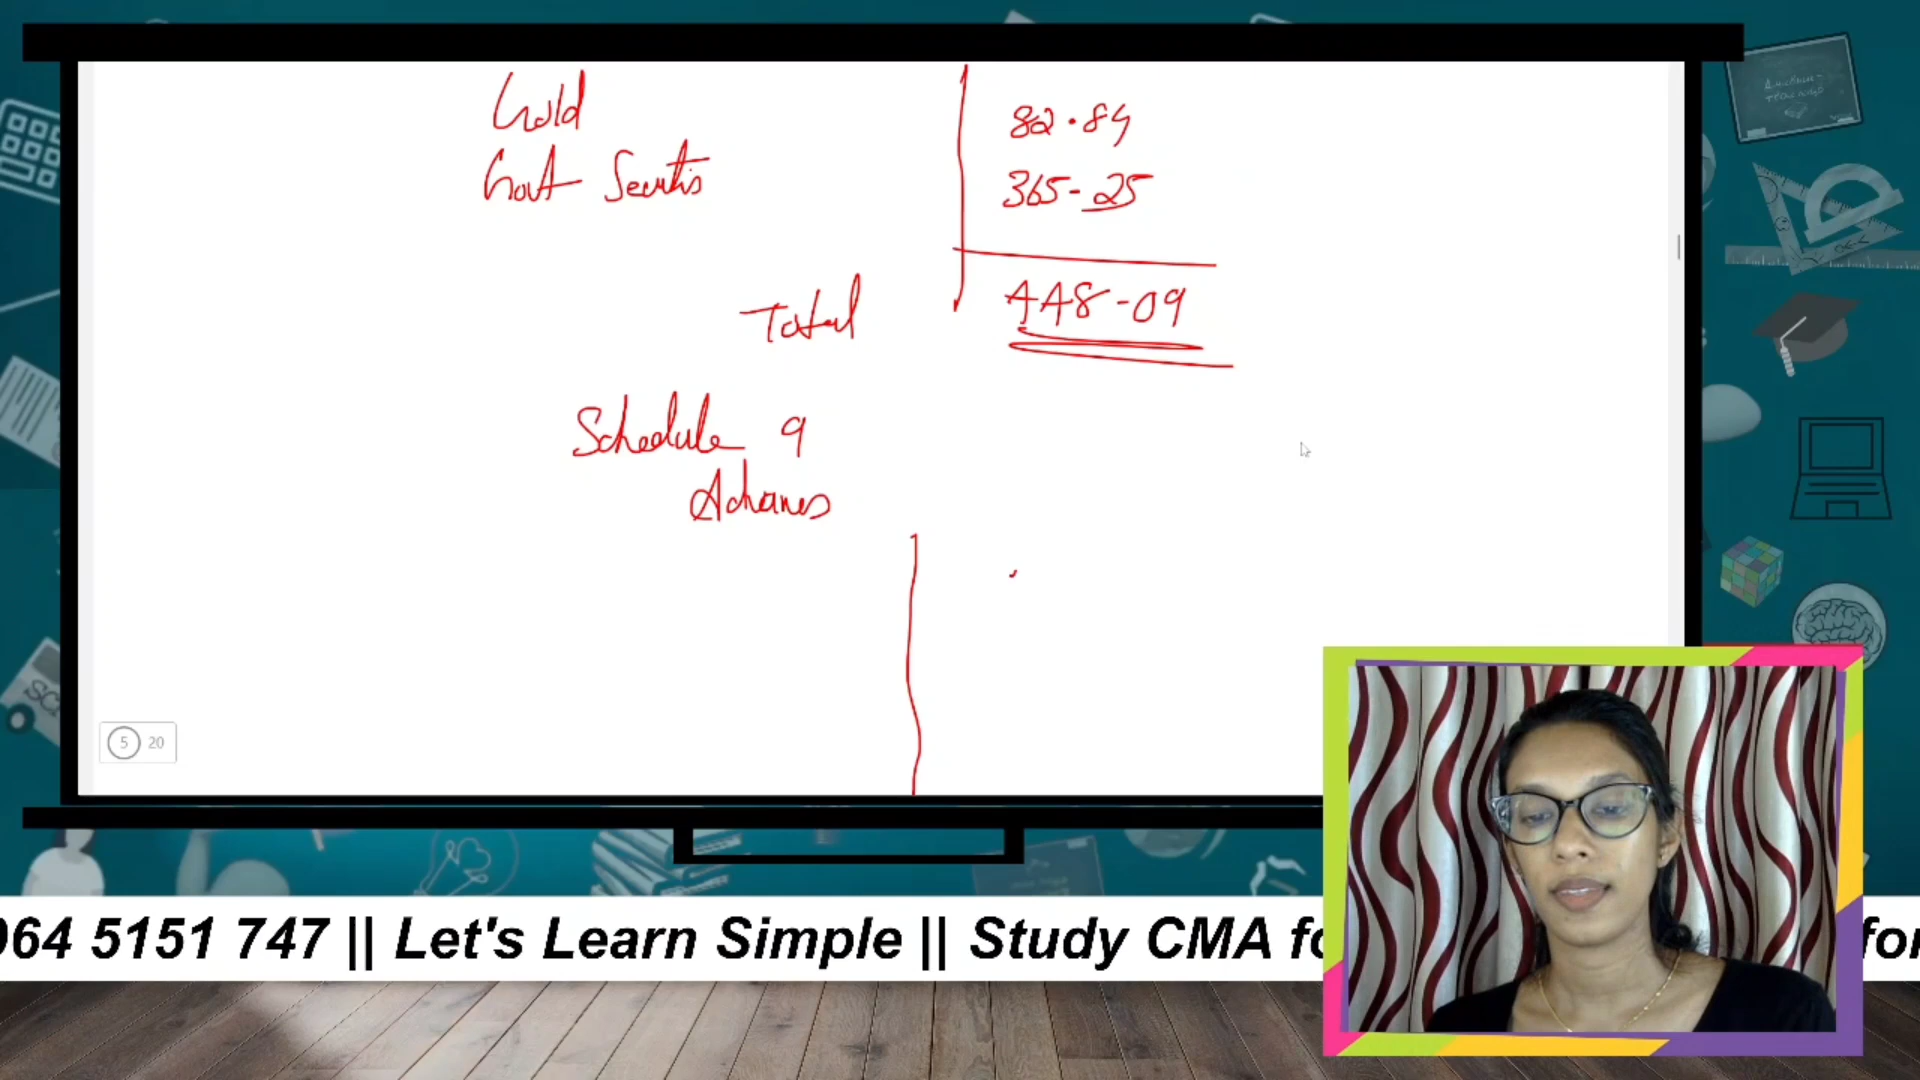 Gold 82.84
Govt Secutis 365-25
Total 448-09
Schedule 9
Advances
5 20
064 5151 747 || Let's Learn Simple || Study CMA fo
for